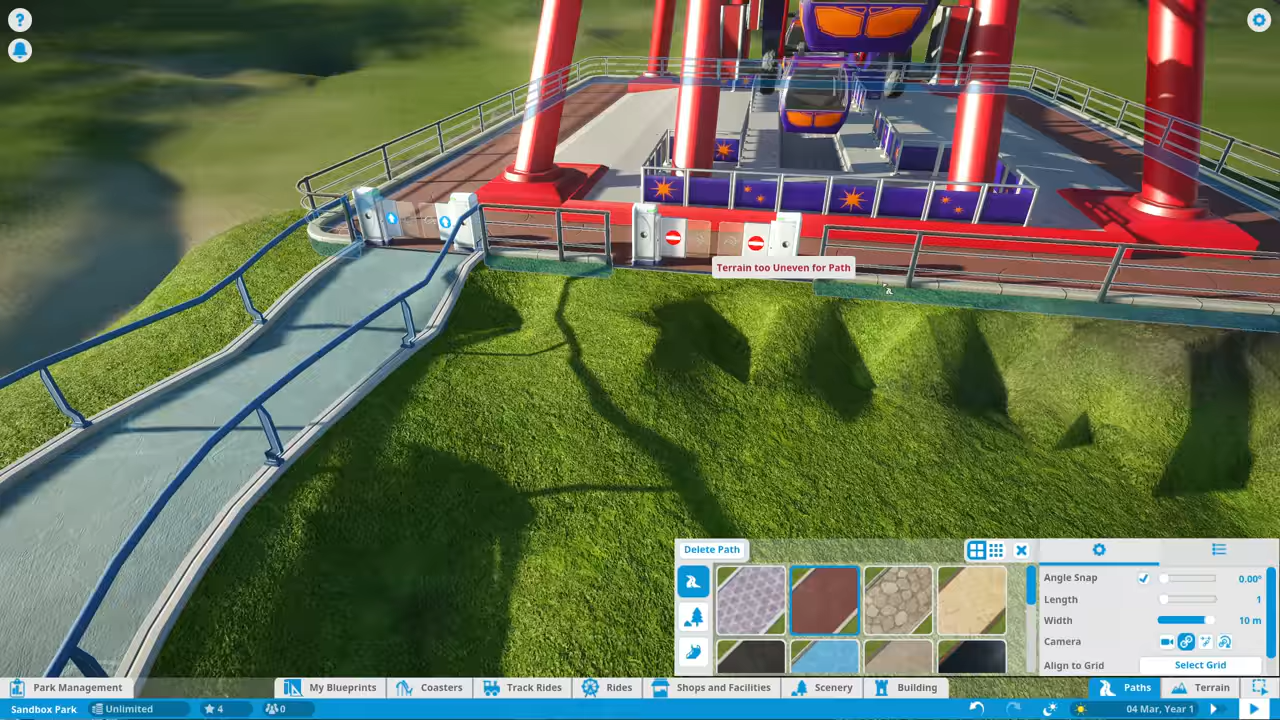 ?
Terrain too Uneven for Path
Delete Path
Angle Snap
0.00°
Length
1
Width
10 m
Camera
Align to Grid
Select Grid
Park Management
My Blueprints
Coasters
Track Rides
Rides
Shops and Facilities
Scenery
Building
Paths
Terrain
Sandbox Park
Unlimited
4
0
04 Mar, Year 1